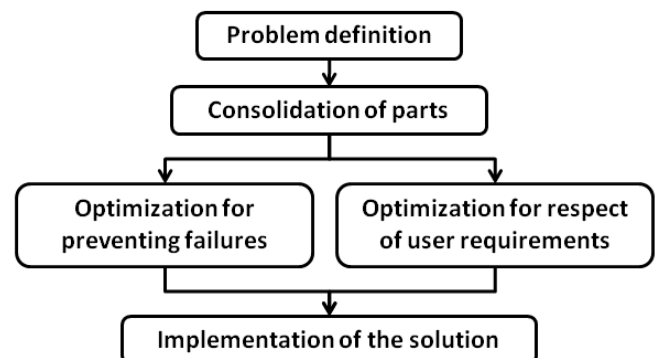 Problem definition
Consolidation of parts
Optimization for
preventing failures
Optimization for respect
of user requirements
Implementation of the solution